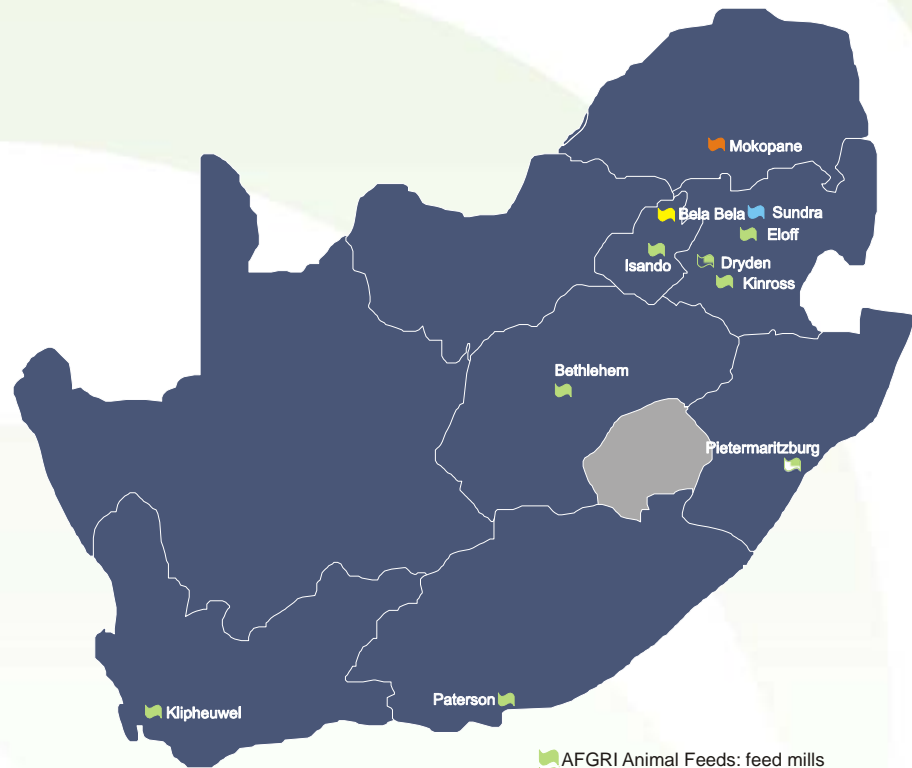 Mokopane
Bela Bela
Sundra
Eloff
Isando
Dryden
Kinross
Bethlehem
Pietermaritzburg
Paterson
Klipheuwel
AFGRI Animal Feeds: feed mills